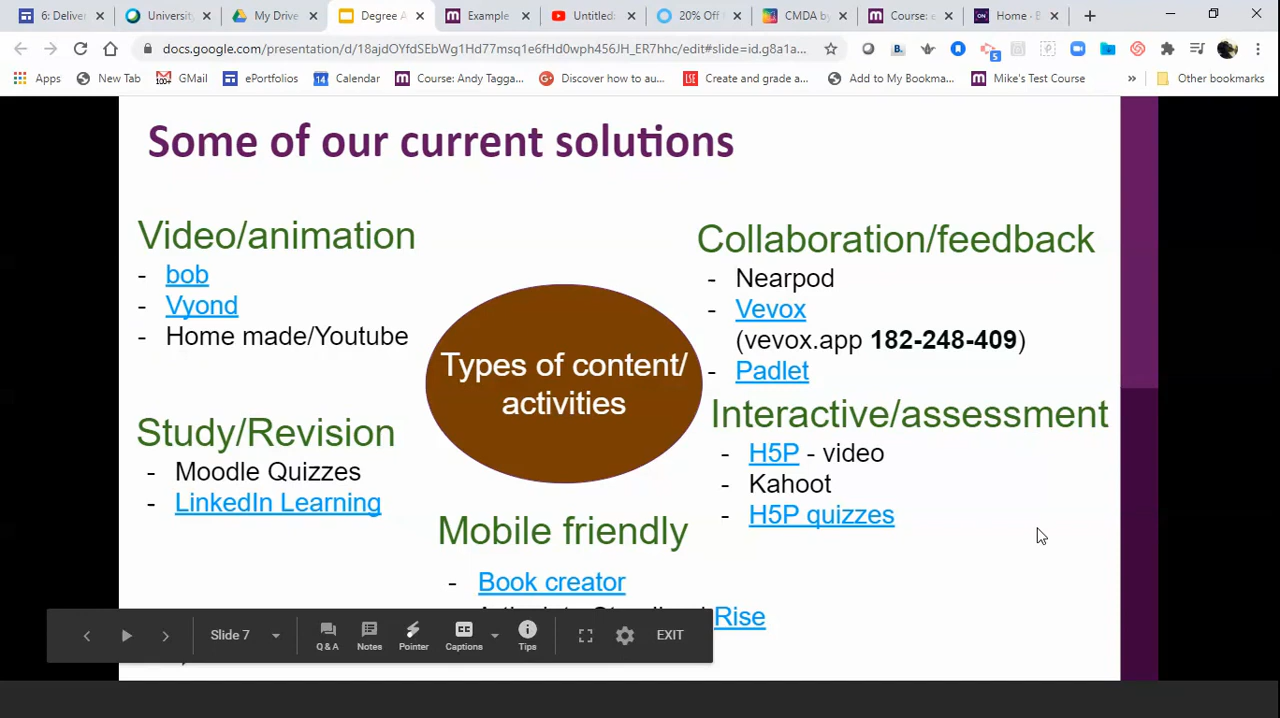 6: Deliver
University
My Drive
Degree A
Example
Untitled
20% Off
CMDA by
Course: e
Home - B
docs.google.com/presentation/d/18ajdOYfdSEbWg1Hd77msq1e6fHd0wph456JH_ER7hhc/edit#slide=id.g8a1a...
Apps
New Tab
GMail
ePortfolios
Calendar
Course: Andy Tagga...
Discover how to au...
Create and grade a...
Add to My Bookma...
Mike's Test Course
»
Other bookmarks
Some of our current solutions
Video/animation
- bob
- Vyond
- Home made/Youtube
Collaboration/feedback
- Nearpod
- Vevox
(vevox.app 182-248-409)
- Padlet
Types of content/
activities
Study/Revision
- Moodle Quizzes
- LinkedIn Learning
Interactive/assessment
- H5P - video
- Kahoot
- H5P quizzes
Mobile friendly
- Book creator
Rise
Slide 7
Q & A
Notes
Pointer
Captions
Tips
EXIT